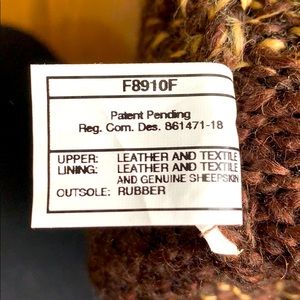 F8910F
Patent Pending
Reg. Com. Des. 861471-18
UPPER: LEATHER AND TEXTILE
LINING: LEATHER AND TEXTILE
AND GENUINE SHEEPSKIN
OUTSOLE: RUBBER